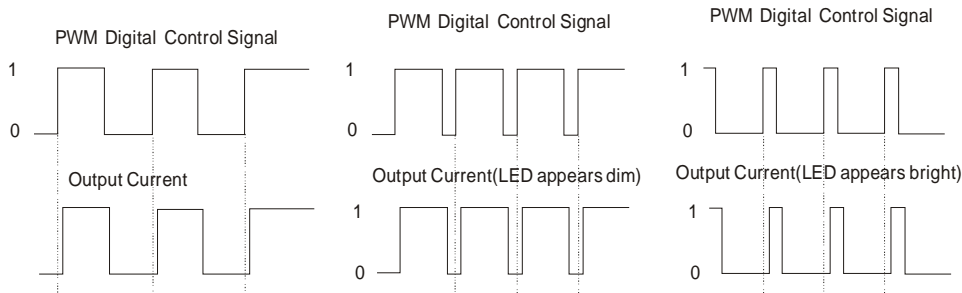 PWM Digital Control Signal
1
0
Output Current
PWM Digital Control Signal
1
0
Output Current(LED appears dim)
1
0
PWM Digital Control Signal
1
0
Output Current(LED appears bright)
1
0